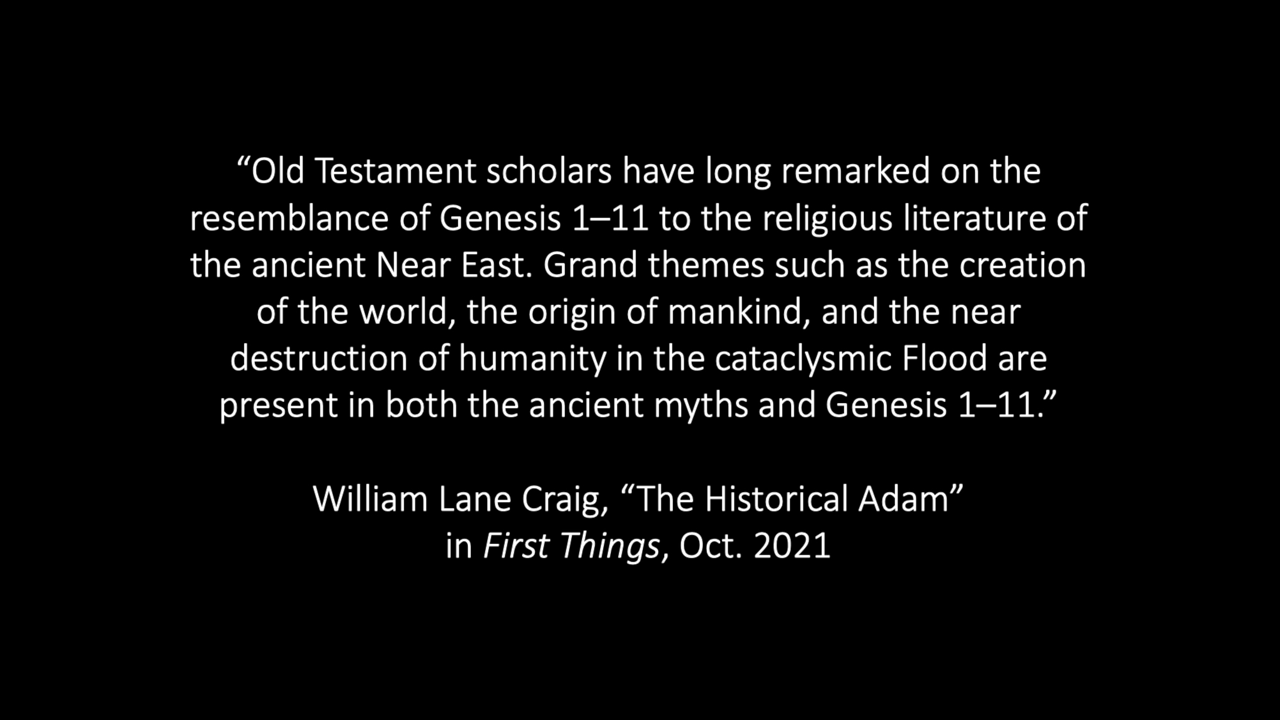 “Old Testament scholars have long remarked on the
resemblance of Genesis 1–11 to the religious literature of
the ancient Near East. Grand themes such as the creation
of the world, the origin of mankind, and the near
destruction of humanity in the cataclysmic Flood are
present in both the ancient myths and Genesis 1–11.”
William Lane Craig, “The Historical Adam”
in First Things, Oct. 2021